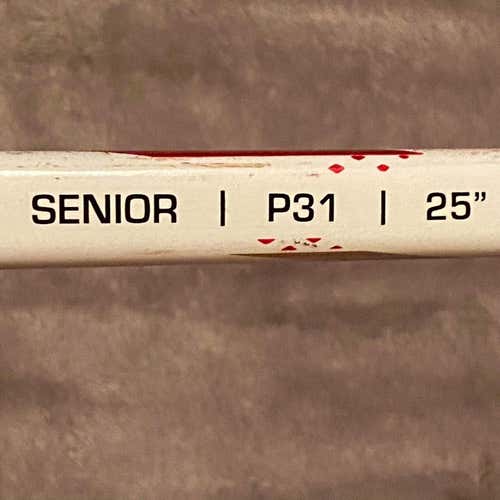 SENIOR | P31 | 25”